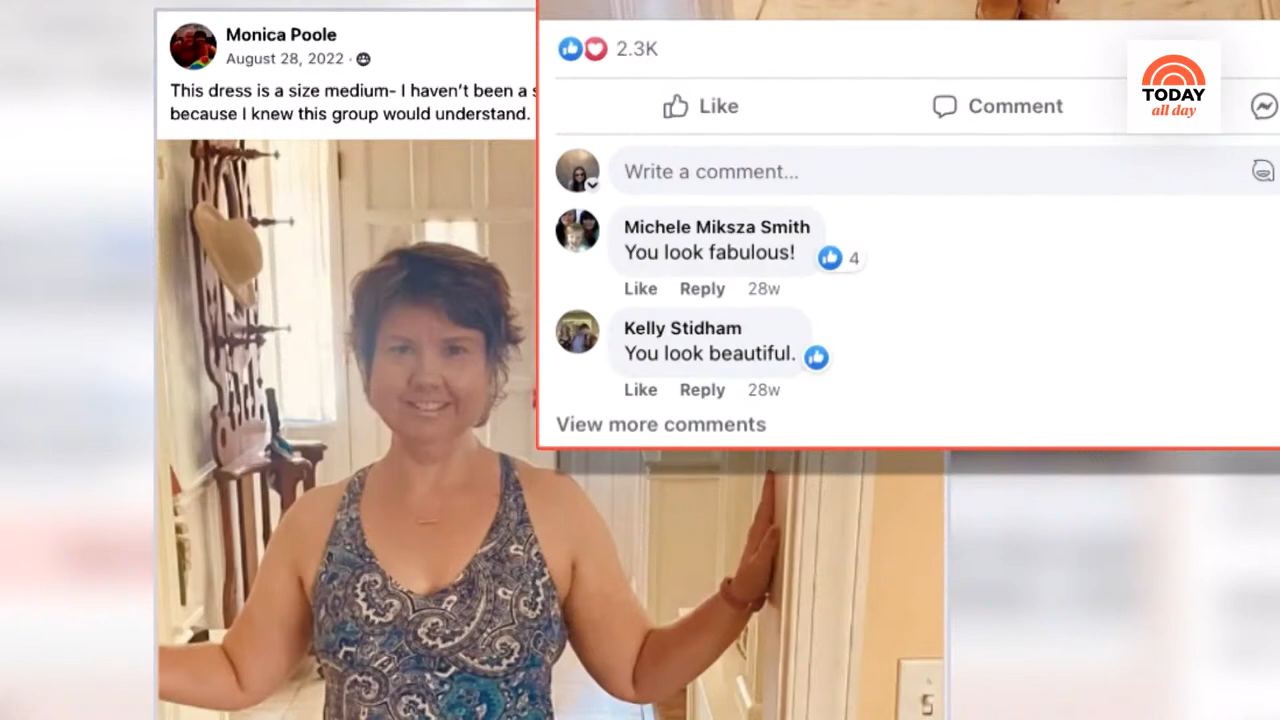 Monica Poole
August 28, 2022 ·
This dress is a size medium- I haven't been a
because I knew this group would understand.
2.3K
Like
Comment
TODAY
all day
Write a comment...
Michele Miksza Smith
You look fabulous!
4
Like Reply 28w
Kelly Stidham
You look beautiful.
Like Reply 28w
View more comments